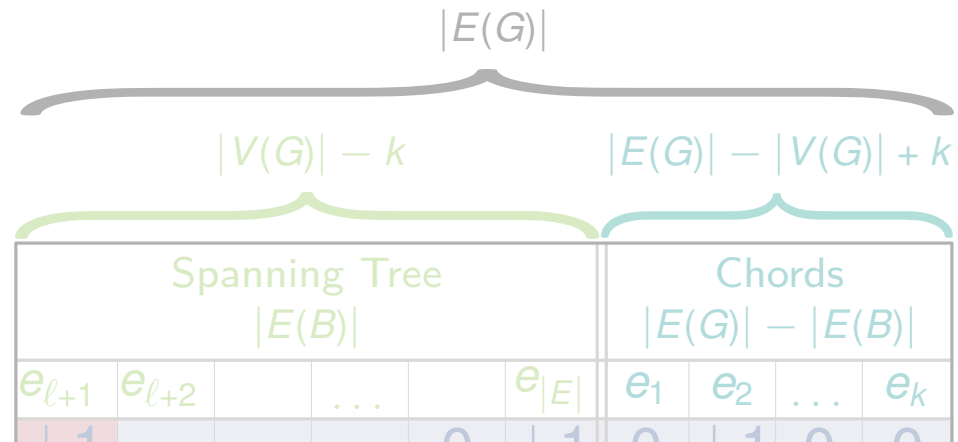 |E(G)|
|V(G)| − k |E(G)| − |V(G)| + k
Spanning Tree Chords
|E(B)| |E(G)| − |E(B)|
eℓ+1 eℓ+2 ... e|E| e1 e2 ... ek